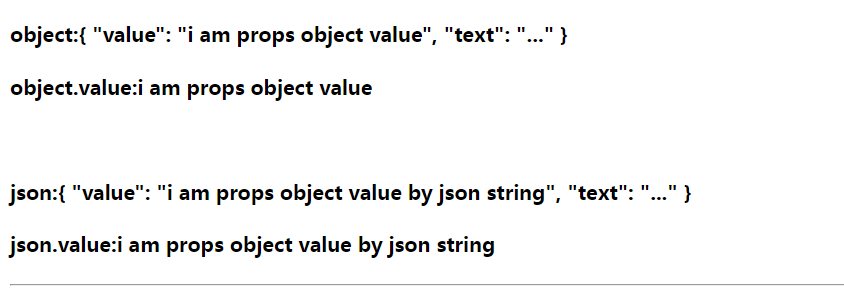 object:{ "value": "i am props object value", "text": "..." }
object.value:i am props object value
json:{ "value": "i am props object value by json string", "text": "..." }
json.value:i am props object value by json string